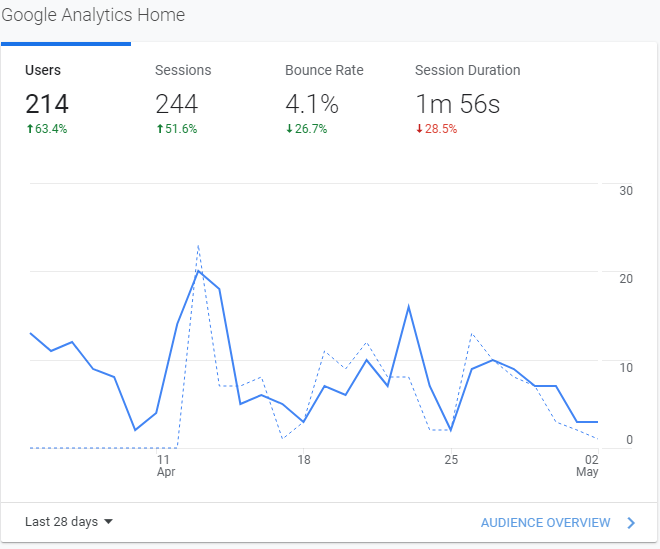 Google Analytics Home
Users
Sessions
Bounce Rate
Session Duration
214
244
4.1%
1m 56s
63.4%
51.6%
26.7%
28.5%
30
20
10
0
11
Apr
18
25
02
May
Last 28 days
AUDIENCE OVERVIEW